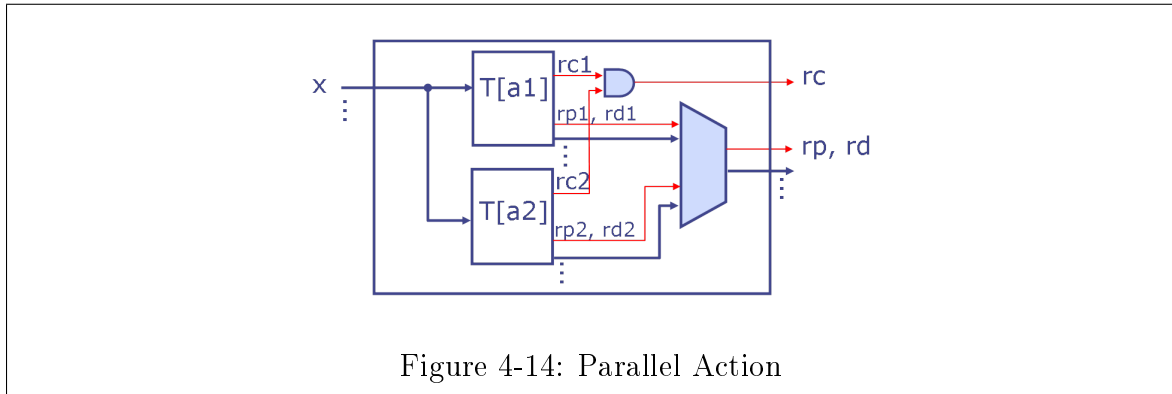 x
T[a1]
rc1
rc
rp1, rd1
rp, rd
rc2
T[a2]
rp2, rd2
Figure 4-14: Parallel Action